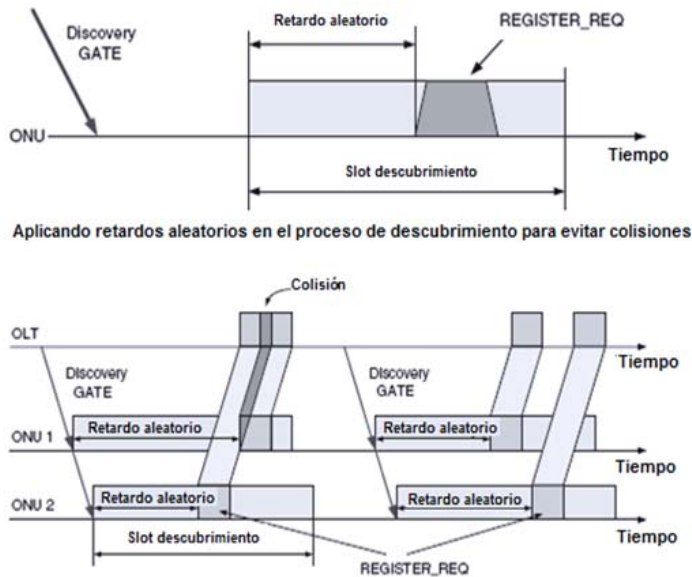 Discovery
GATE
Retardo aleatorio
REGISTER_REQ
ONU
Tiempo
Slot descubrimiento
Aplicando retardos aleatorios en el proceso de descubrimiento para evitar colisiones
Colisión
OLT
Tiempo
Discovery
GATE
Discovery
GATE
ONU 1
Retardo aleatorio
Retardo aleatorio
Tiempo
ONU 2
Retardo aleatorio
Retardo aleatorio
Tiempo
Slot descubrimiento
REGISTER_REQ